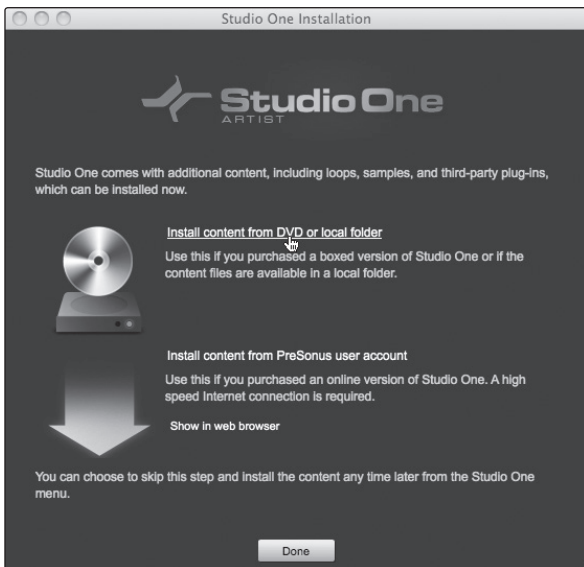 Studio One Installation
Studio One
ARTIST
Studio One comes with additional content, including loops, samples, and third-party plug-ins,
which can be installed now.
Install content from DVD or local folder
Use this if you purchased a boxed version of Studio One or if the
content files are available in a local folder.
Install content from PreSonus user account
Use this if you purchased an online version of Studio One. A high
speed Internet connection is required.
Show in web browser
You can choose to skip this step and install the content any time later from the Studio One
menu.
Done